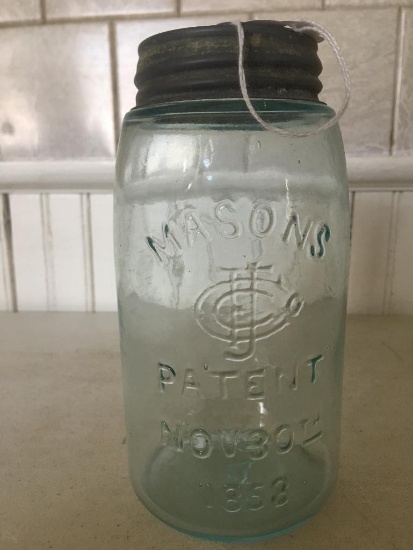 MASONS
CFJCo
PATENT
NOV 30TH
1858